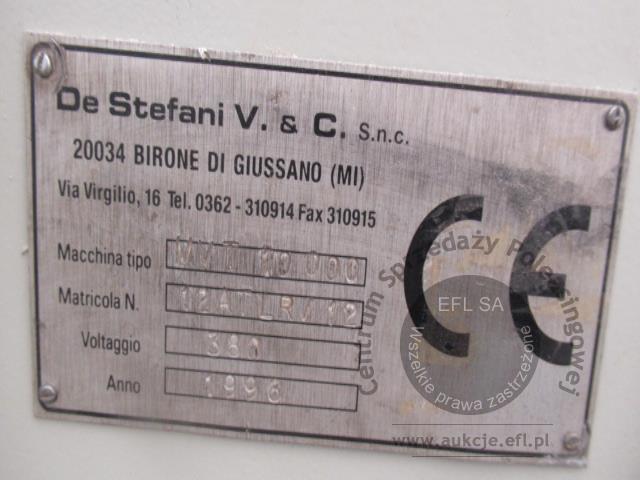 De Stefani V. & C. S.n.c.
20034 BIRONE DI GIUSSANO (MI)
Via Virgilio, 16 Tel. 0362 - 310914 Fax 310915
Macchina tipo
Matricola N.
Voltaggio 380
Anno 1996
CE
Centrum Sprzedaży Poleasingowej
EFL SA
Wszelkie prawa zastrzeżone
www.aukcje.efl.pl